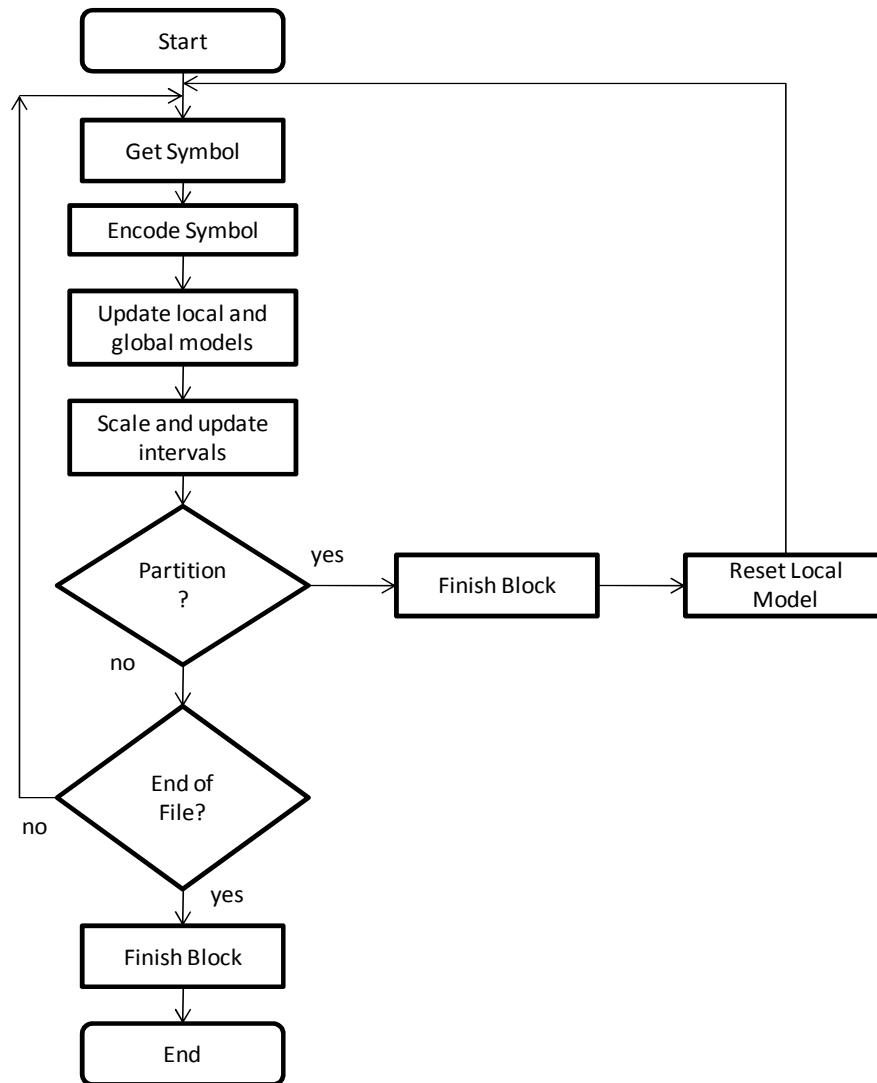 Start
Get Symbol
Encode Symbol
Update local and
global models
Scale and update
intervals
Partition
?
yes
Finish Block
Reset Local
Model
no
End of
File?
no
yes
Finish Block
End